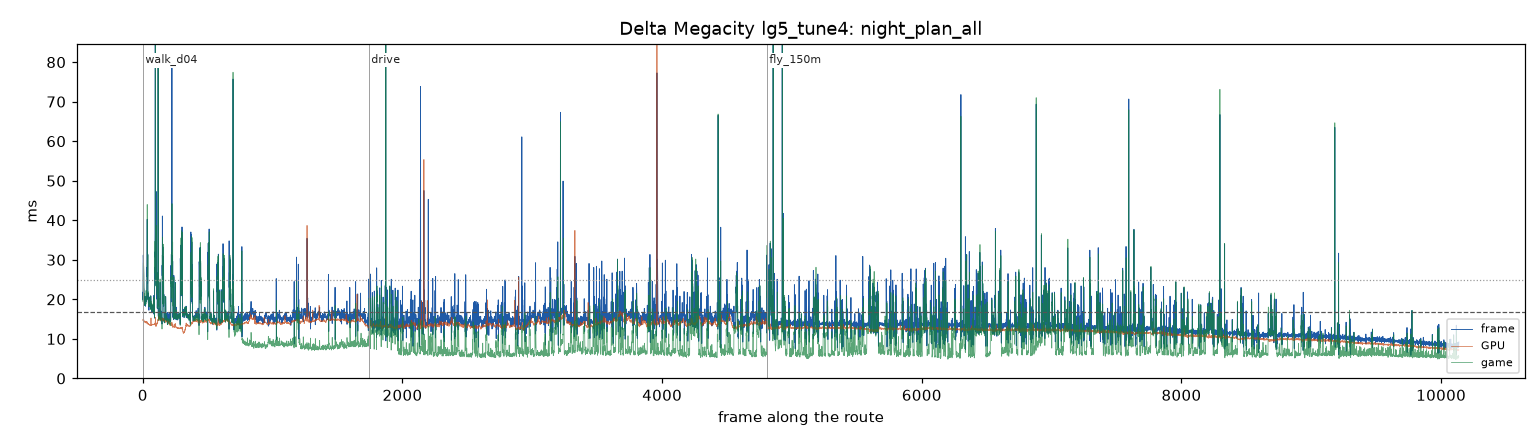 Delta Megacity lg5_tune4: night_plan_all
walk_d04
drive
fly_150m
80
70
60
50
40
30
20
10
0
ms
0
2000
4000
6000
8000
10000
frame along the route
frame
GPU
game